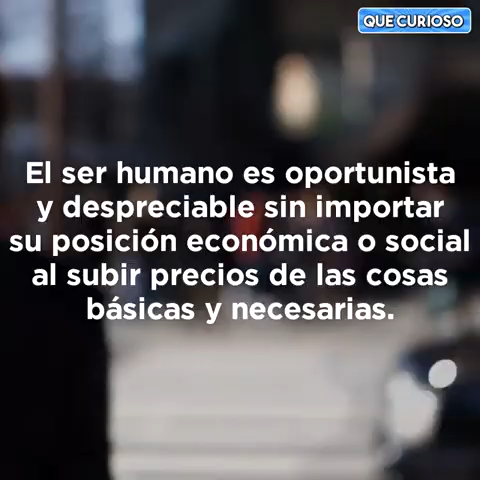 QUE CURIOSO
El ser humano es oportunista
y despreciable sin importar
su posición económica o social
al subir precios de las cosas
básicas y necesarias.